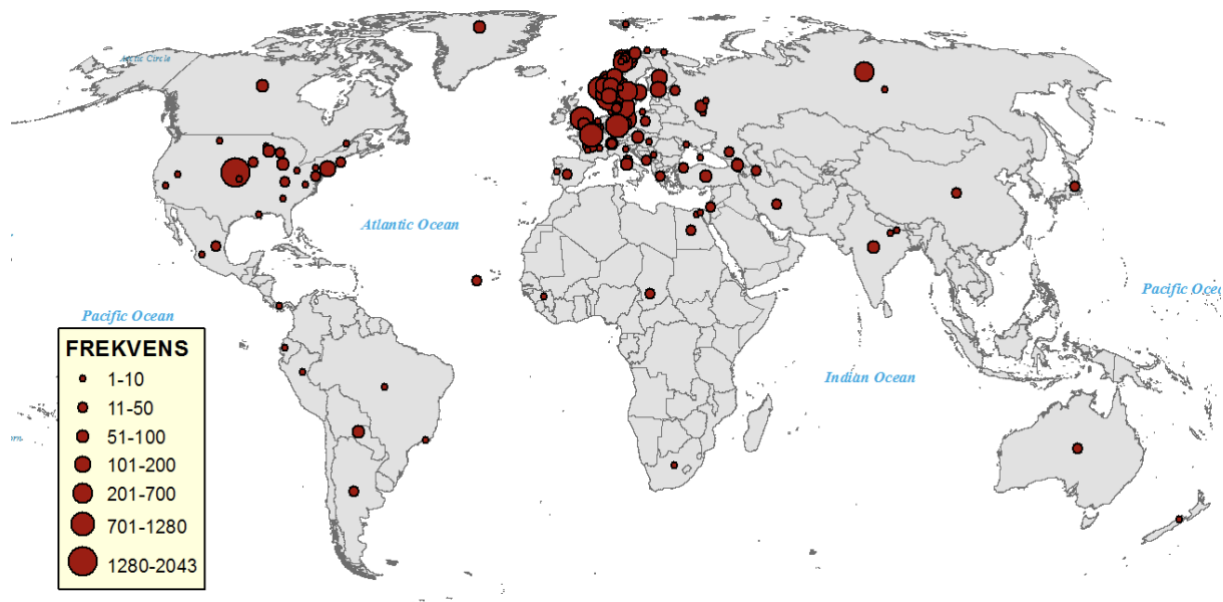 Arctic Circle
Atlantic Ocean
Pacific Ocean
Pacific Ocea
Indian Ocean
FREKVENS
1-10
11-50
51-100
101-200
201-700
701-1280
1280-2043